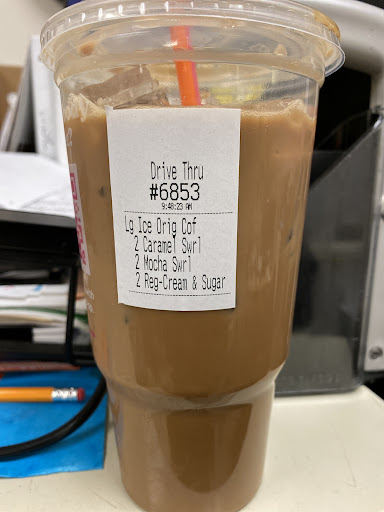 Drive Thru
#6853
9:48:23 AM
Lg Ice Orig Cof
2 Caramel Swrl
2 Mocha Swrl
2 Reg-Cream & Sugar